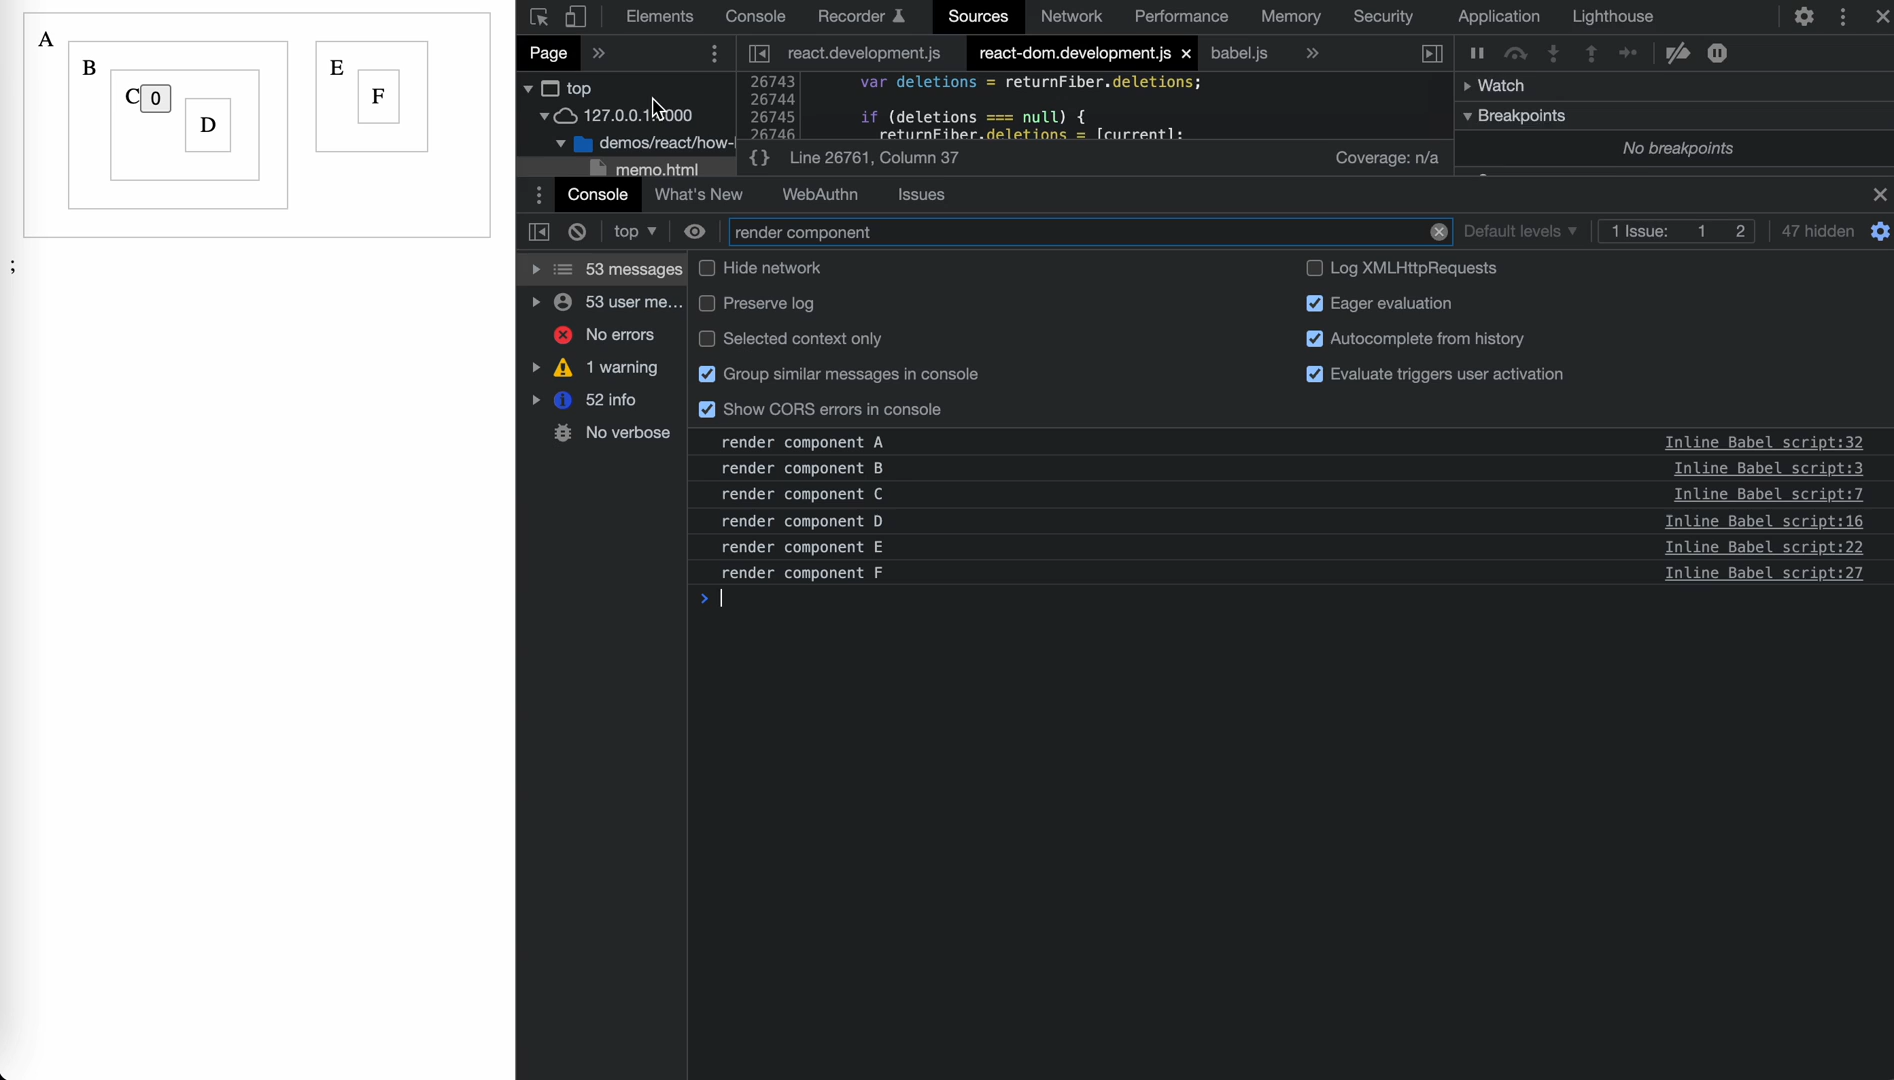 A
B
C 0
D
E
F
;
Elements Console Recorder Sources Network Performance Memory Security Application Lighthouse
Page » react.development.js react-dom.development.js × babel.js »
top
demos/react/how-
memo.html
26743 var deletions = returnFiber.deletions;
26744
26745 if (deletions === null) {
26746 returnFiber.deletions = [current];
{} Line 26761, Column 37 Coverage: n/a
Watch
Breakpoints
No breakpoints
Console What's New WebAuthn Issues
top render component Default levels 1 Issue: 1 2 47 hidden
53 messages
53 user me…
No errors
1 warning
52 info
No verbose
Hide network
Preserve log
Selected context only
Group similar messages in console
Show CORS errors in console
Log XMLHttpRequests
Eager evaluation
Autocomplete from history
Evaluate triggers user activation
render component A Inline Babel script:32
render component B Inline Babel script:3
render component C Inline Babel script:7
render component D Inline Babel script:16
render component E Inline Babel script:22
render component F Inline Babel script:27